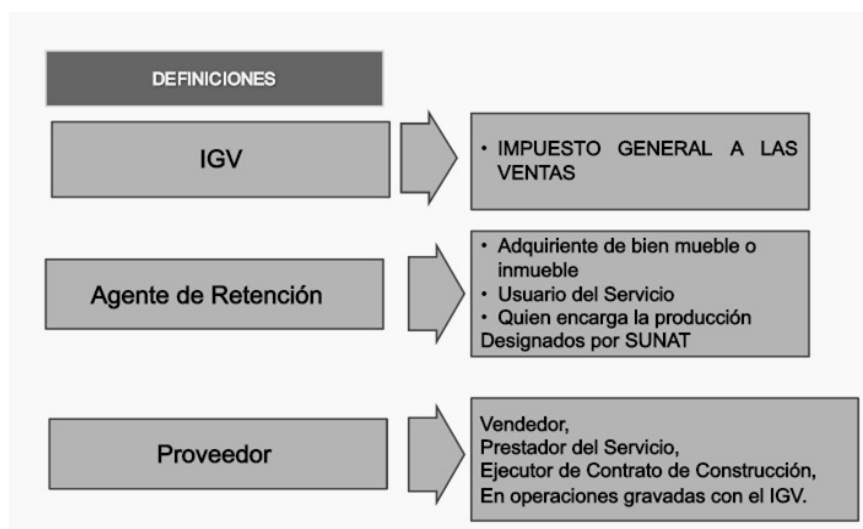 DEFINICIONES
IGV
• IMPUESTO GENERAL A LAS
VENTAS
Agente de Retención
• Adquiriente de bien mueble o
inmueble
• Usuario del Servicio
• Quien encarga la producción
Designados por SUNAT
Proveedor
Vendedor,
Prestador del Servicio,
Ejecutor de Contrato de Construcción,
En operaciones gravadas con el IGV.